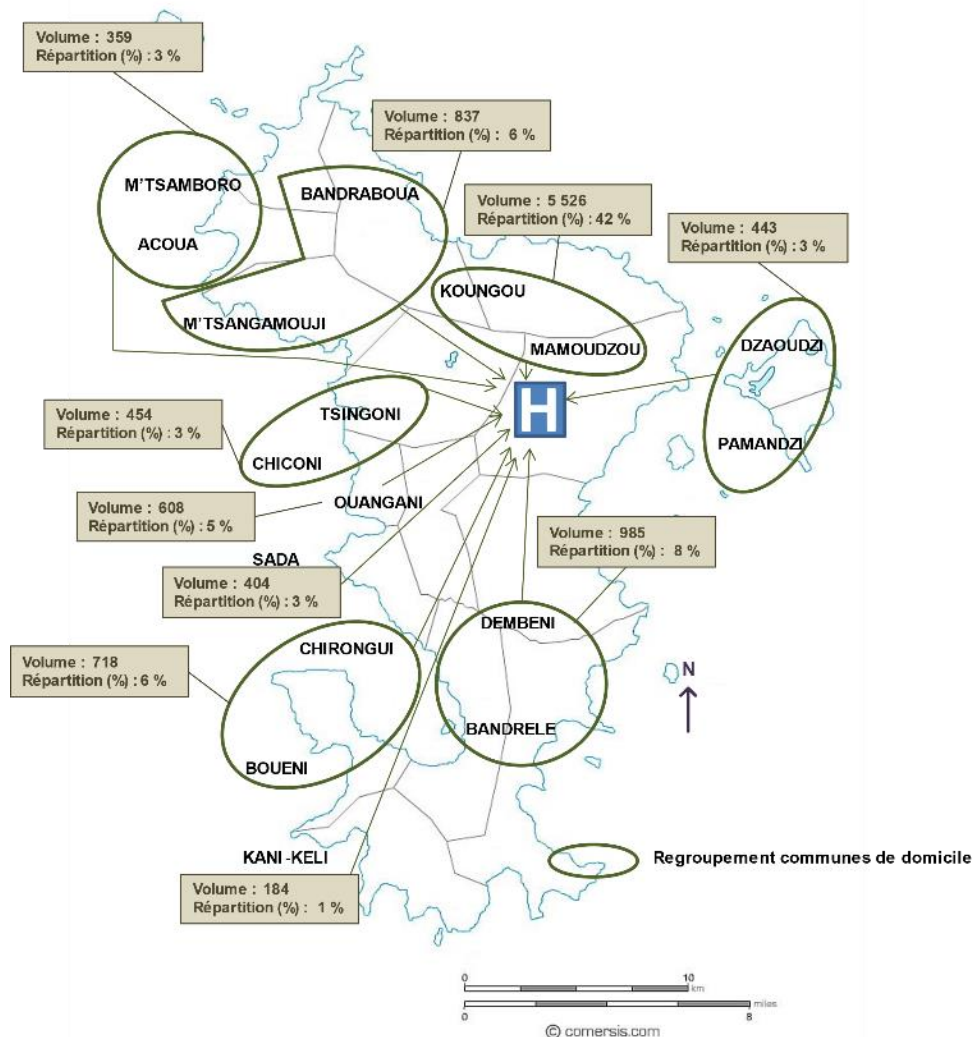 Volume : 359
Répartition (%) : 3 %
Volume : 837
Répartition (%) : 6 %
M'TSAMBORO
BANDRABOUA
Volume : 5 526
Répartition (%) : 42 %
Volume : 443
Répartition (%) : 3 %
ACOUA
KOUNGOU
M'TSANGAMOUJI
MAMOUDZOU
DZAOUDZI
H
Volume : 454
Répartition (%) : 3 %
TSINGONI
CHICONI
PAMANDZI
OUANGANI
Volume : 608
Répartition (%) : 5 %
Volume : 985
Répartition (%) : 8 %
SADA
Volume : 404
Répartition (%) : 3 %
DEMBENI
CHIRONGUI
Volume : 718
Répartition (%) : 6 %
N
BANDRELE
BOUENI
KANI -KELI
Regroupement communes de domicile
Volume : 184
Répartition (%) : 1 %
0 10
km
miles
0 8
© comersis.com